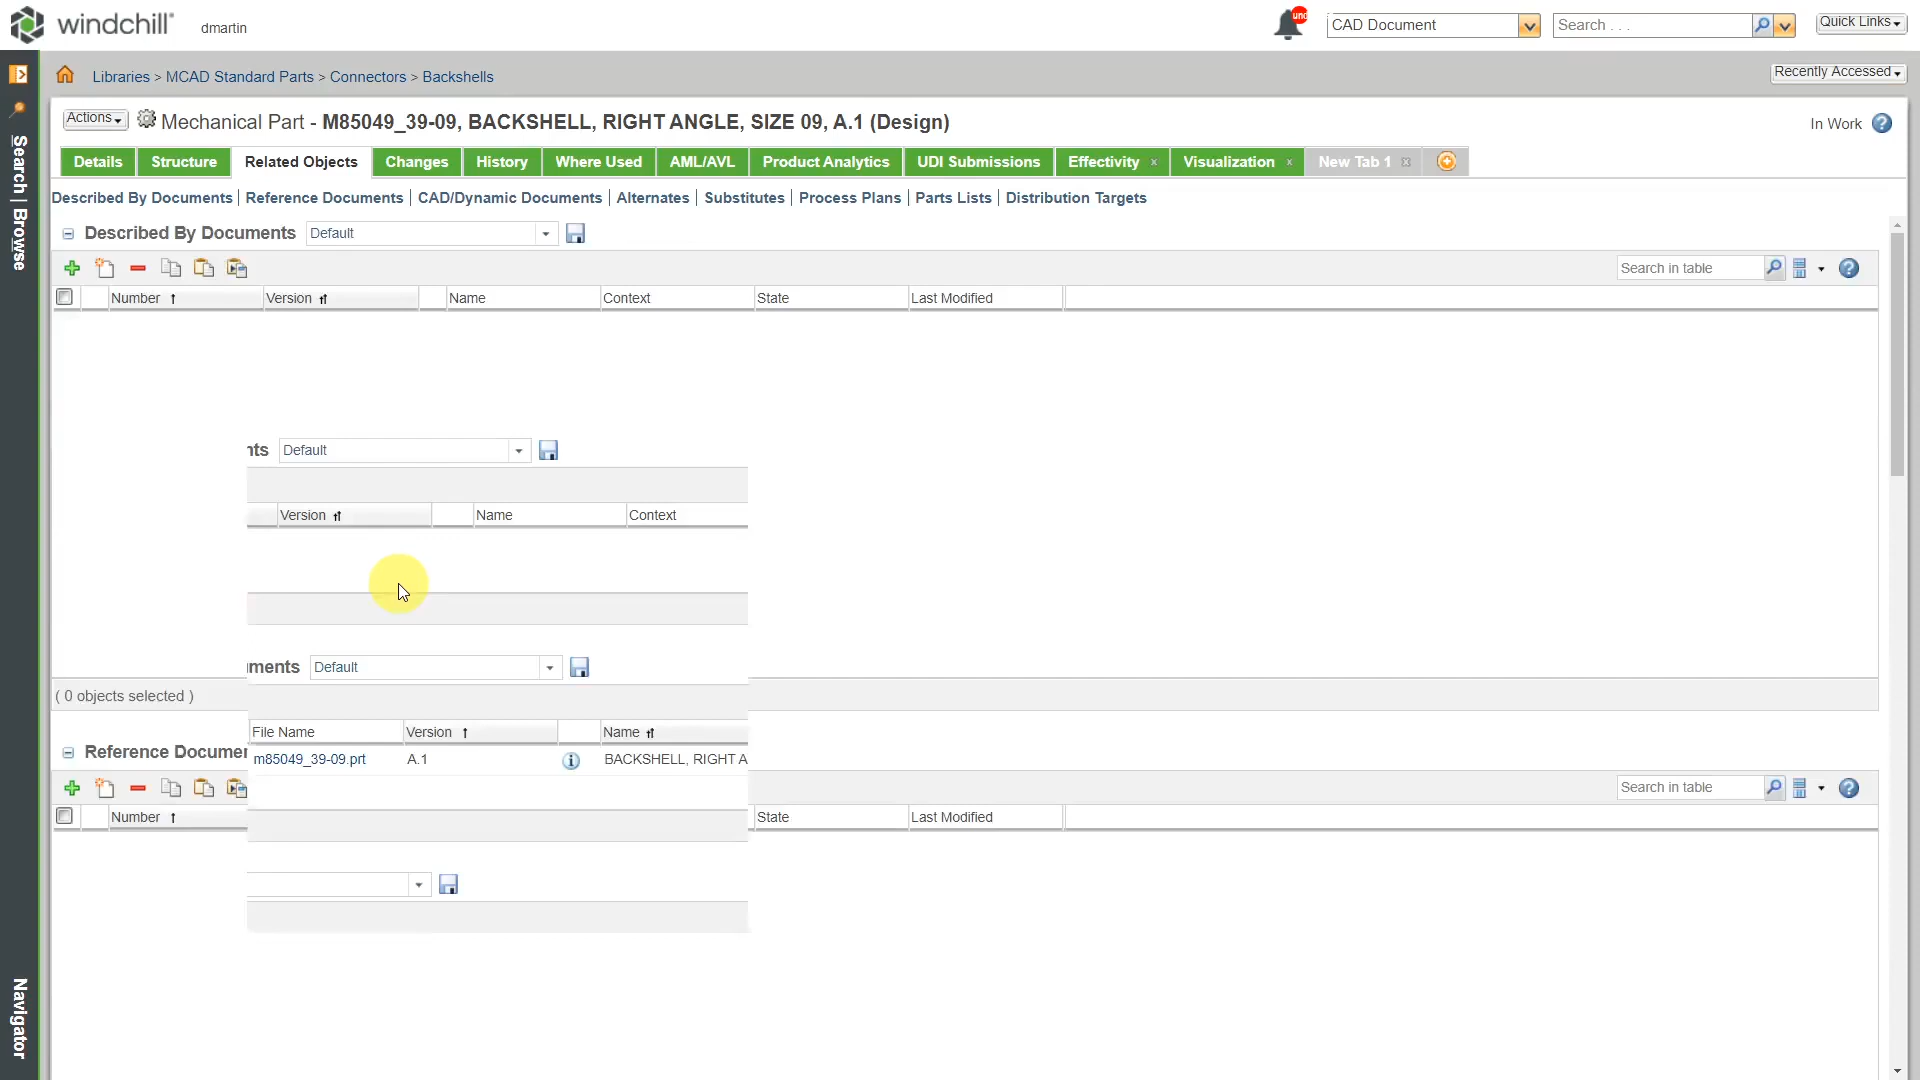 windchill
dmartin
CAD Document
Search . . .
Quick Links
Libraries > MCAD Standard Parts > Connectors > Backshells
Recently Accessed
Actions
Mechanical Part - M85049_39-09, BACKSHELL, RIGHT ANGLE, SIZE 09, A.1 (Design)
In Work
Details Structure Related Objects Changes History Where Used AML/AVL Product Analytics UDI Submissions Effectivity Visualization New Tab 1
Described By Documents | Reference Documents | CAD/Dynamic Documents | Alternates | Substitutes | Process Plans | Parts Lists | Distribution Targets
Search | Browse
Described By Documents Default
Search in table
Number Version Name Context State Last Modified
nts Default
Version Name Context
( 0 objects selected )
ments Default
File Name Version Name
Reference Documen
m85049_39-09.prt A.1 BACKSHELL, RIGHT A
Search in table
Number State Last Modified
Navigator